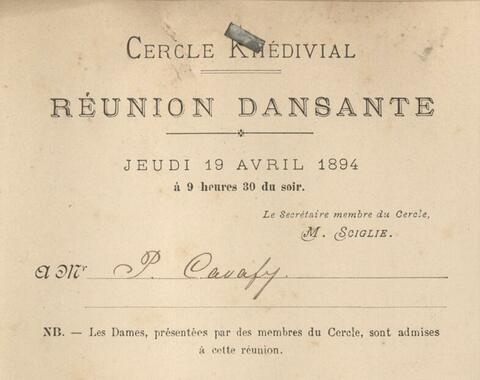 CERCLE KHÉDIVIAL
RÉUNION DANSANTE
JEUDI 19 AVRIL 1894
à 9 heures 30 du soir.
Le Secrétaire membre du Cercle,
M. SCIGLIE.
A Mr P. Cavafy.
NB. — Les Dames, présentées par des membres du Cercle, sont admises
à cette réunion.